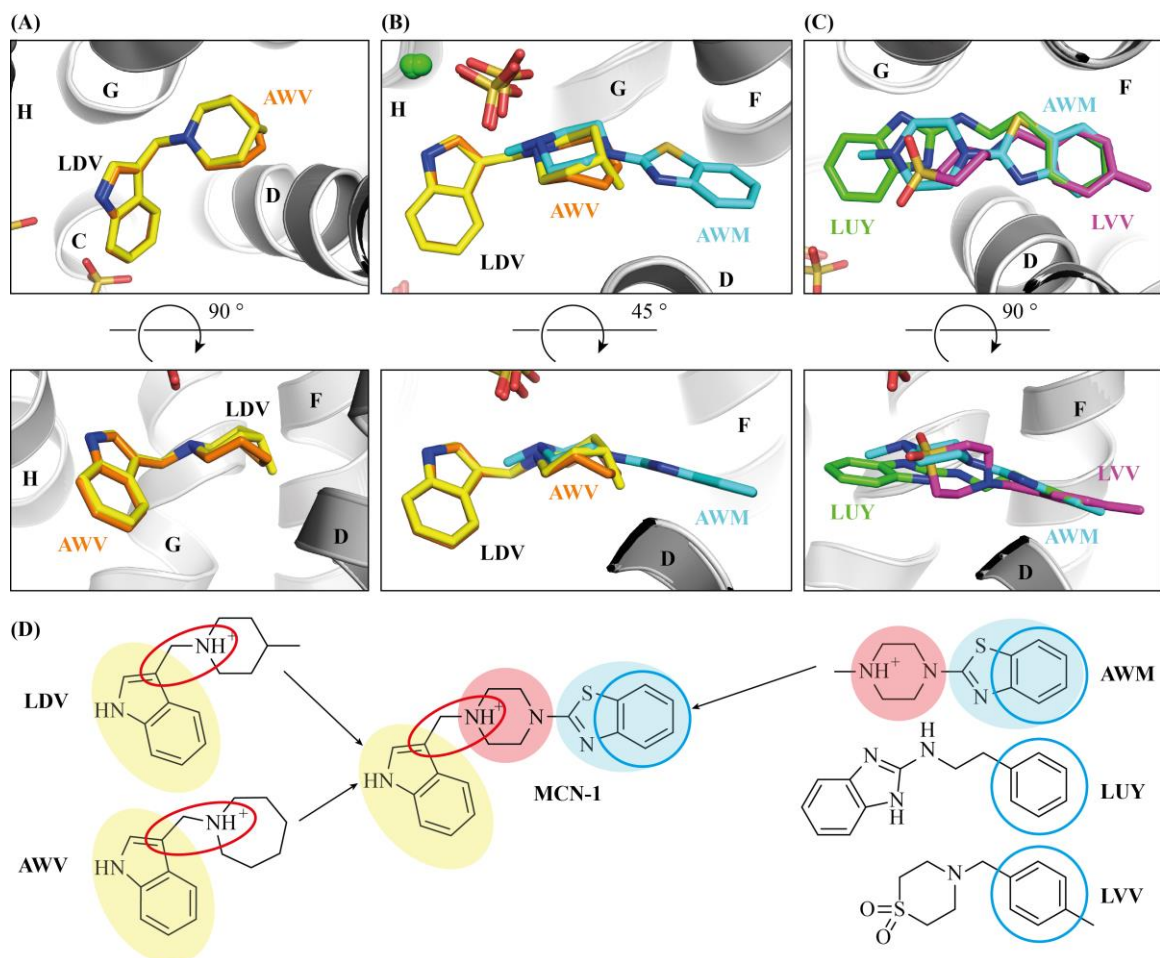 (A)
H
G
AWV
LDV
C
D
90 °
LDV
F
H
AWV
G
D
(B)
H
G
F
AWV
AWM
LDV
D
45 °
F
AWV
AWM
LDV
D
(C)
G
F
AWM
LUY
LVV
D
90 °
F
LVV
LUY
AWM
D
(D)
NH+
LDV
HN
NH+
AWV
HN
NH+
N
S
N
HN
MCN-1
NH+
N
S
N
AWM
H
N
N
N
H
LUY
N
O
S
O
LVV